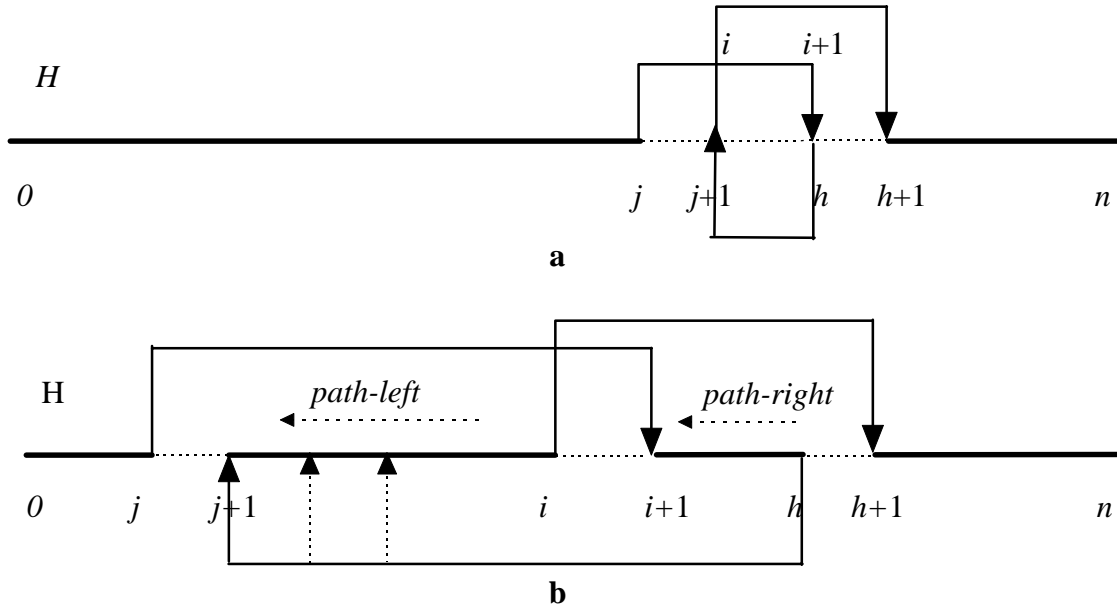 i i+1
H
0 j j+1 h h+1 n
a
H path-left path-right
0 j j+1 i i+1 h h+1 n
b